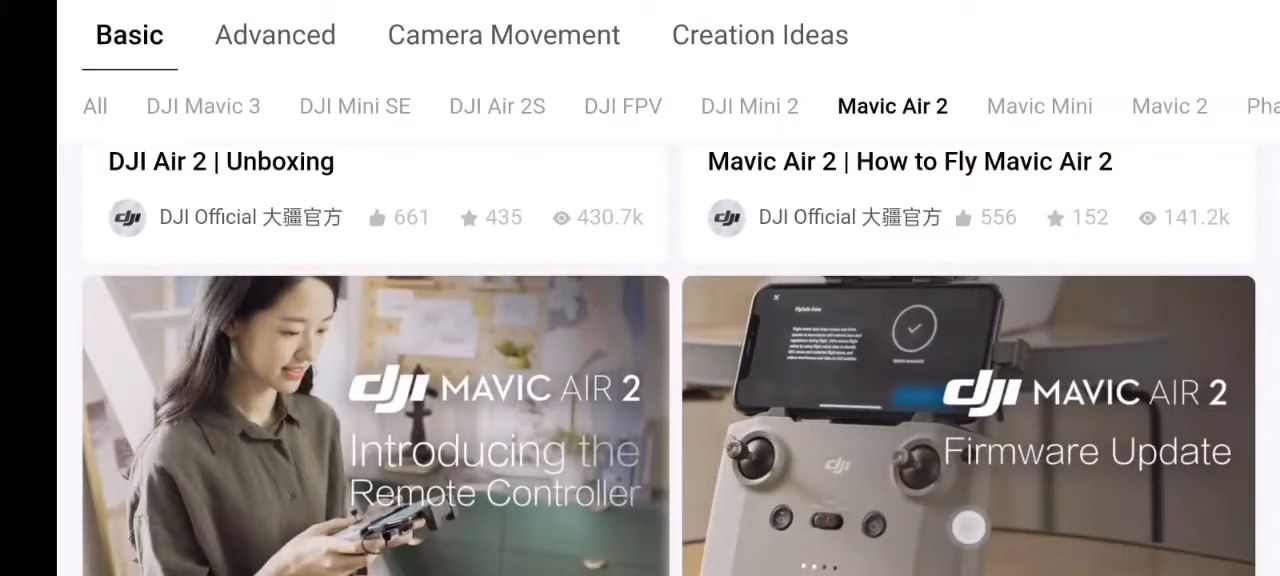 Basic Advanced Camera Movement Creation Ideas
All DJI Mavic 3 DJI Mini SE DJI Air 2S DJI FPV DJI Mini 2 Mavic Air 2 Mavic Mini Mavic 2 Pha
DJI Air 2 | Unboxing
Mavic Air 2 | How to Fly Mavic Air 2
dji DJI Official 大疆官方 661 435 430.7k
dji DJI Official 大疆官方 556 152 141.2k
dji MAVIC AIR 2
Introducing the
Remote Controller
dji MAVIC AIR 2
Firmware Update
dji